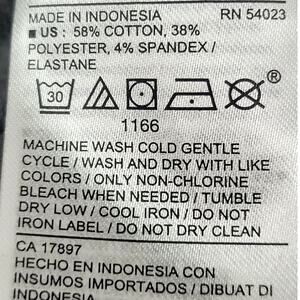 MADE IN INDONESIA RN 54023
■ US : 58% COTTON, 38%
POLYESTER, 4% SPANDEX /
ELASTANE
30
®
1166
MACHINE WASH COLD GENTLE
CYCLE / WASH AND DRY WITH LIKE
COLORS / ONLY NON-CHLORINE
BLEACH WHEN NEEDED / TUMBLE
DRY LOW / COOL IRON / DO NOT
IRON LABEL / DO NOT DRY CLEAN
CA 17897
HECHO EN INDONESIA CON
INSUMOS IMPORTADOS / DIBUAT DI
INDONESIA